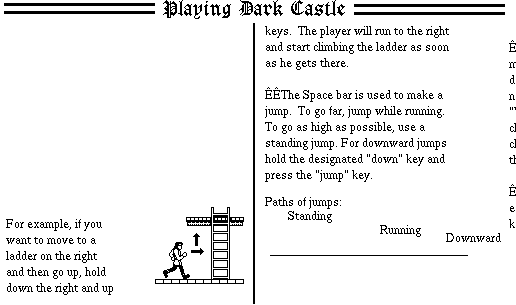 Playing Dark Castle
For example, if you
want to move to a
ladder on the right
and then go up, hold
down the right and up
keys.  The player will run to the right
and start climbing the ladder as soon
as he gets there.
ÊÊThe Space bar is used to make a
jump.  To go far, jump while running.
To go as high as possible, use a
standing jump. For downward jumps
hold the designated "down" key and
press the "jump" key.
Paths of jumps:
Standing
Running
Downward